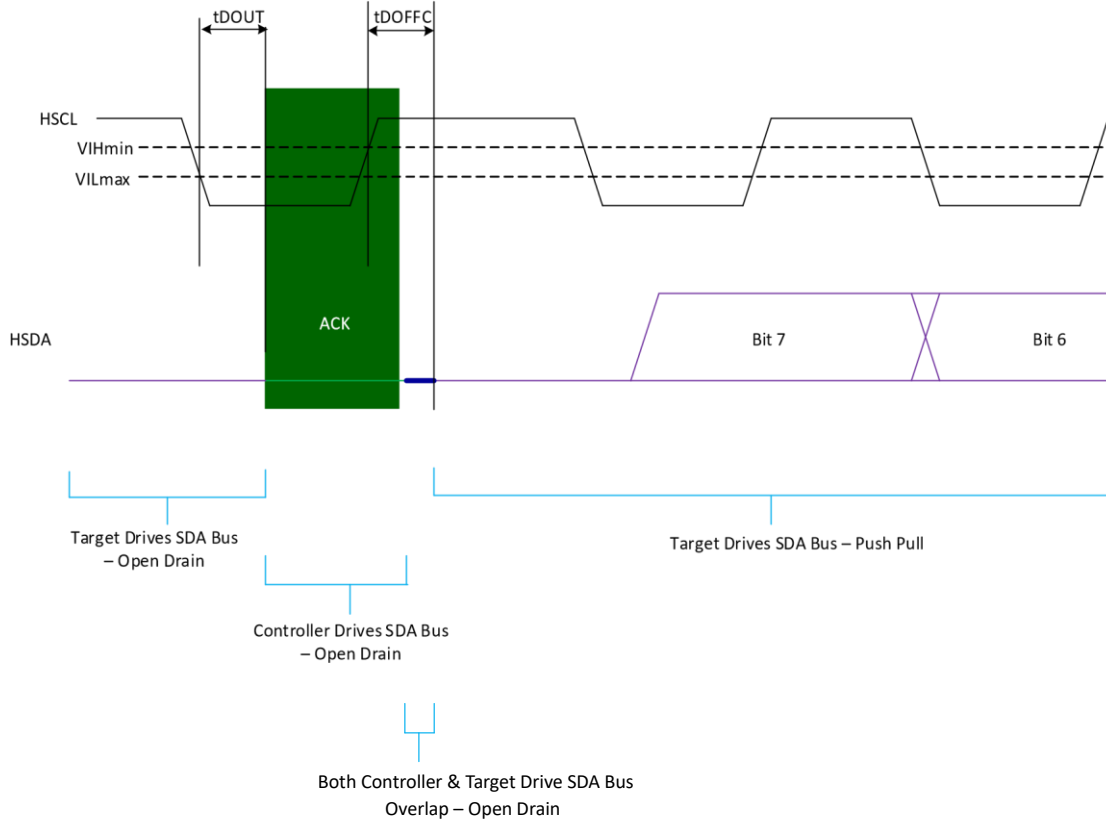 tDOUT
tDOFFC
HSCL
VIHmin
VILmax
ACK
HSDA
Bit 7
Bit 6
Target Drives SDA Bus
– Open Drain
Target Drives SDA Bus – Push Pull
Controller Drives SDA Bus
– Open Drain
Both Controller & Target Drive SDA Bus
Overlap – Open Drain